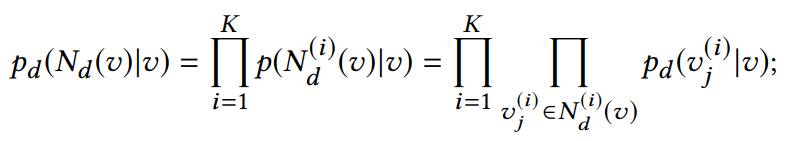 p_d(N_d(v)|v) = ∏_{i=1}^{K} p(N_d^{(i)}(v)|v) = ∏_{i=1}^{K} ∏_{v_j^{(i)} ∈ N_d^{(i)}(v)} p_d(v_j^{(i)}|v);